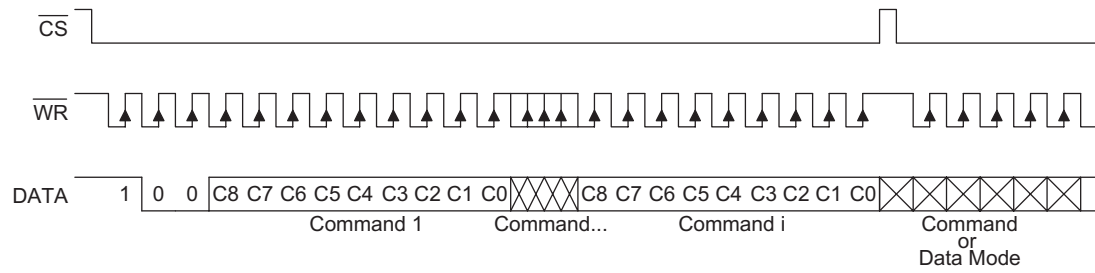 CS
WR
DATA 1 0 0 C8 C7 C6 C5 C4 C3 C2 C1 C0 C8 C7 C6 C5 C4 C3 C2 C1 C0
Command 1 Command... Command i Command
or
Data Mode